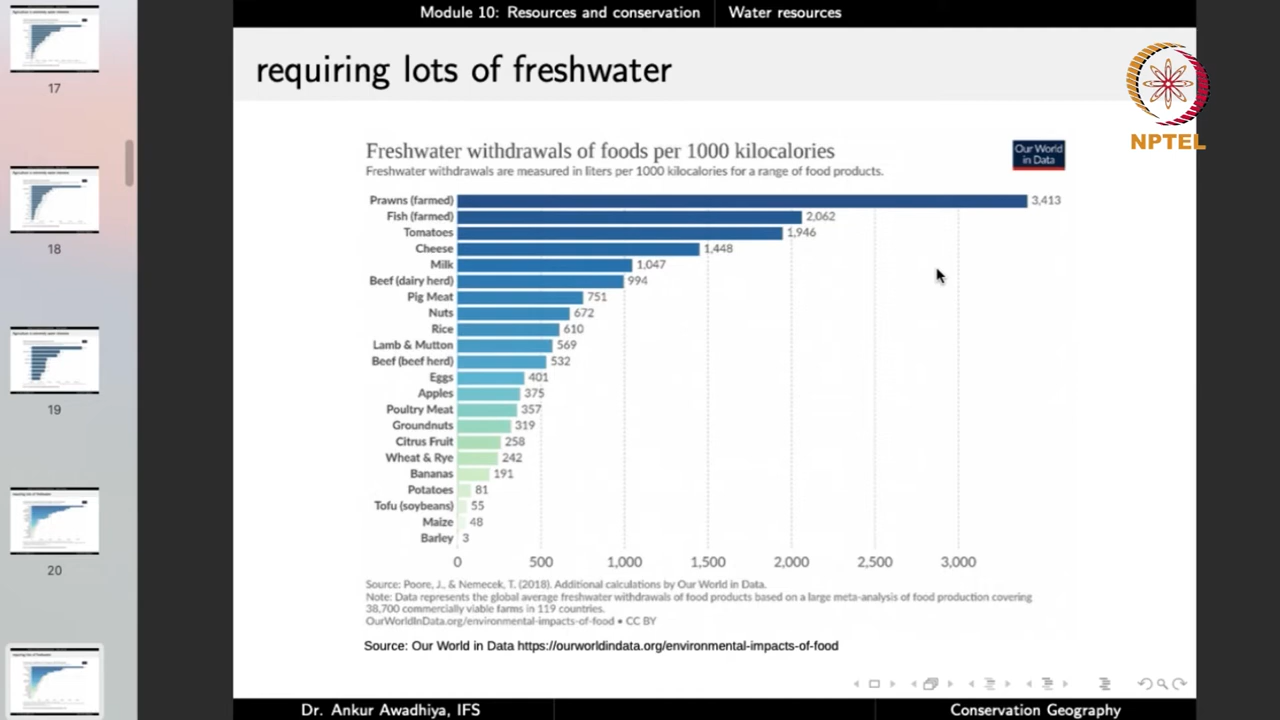 Module 10: Resources and conservation
Water resources
requiring lots of freshwater
NPTEL
Freshwater withdrawals of foods per 1000 kilocalories
Freshwater withdrawals are measured in liters per 1000 kilocalories for a range of food products.
Our World
in Data
Prawns (farmed) 3,413
Fish (farmed) 2,062
Tomatoes 1,946
Cheese 1,448
Milk 1,047
Beef (dairy herd) 994
Pig Meat 751
Nuts 672
Rice 610
Lamb & Mutton 569
Beef (beef herd) 532
Eggs 401
Apples 375
Poultry Meat 357
Groundnuts 319
Citrus Fruit 258
Wheat & Rye 242
Bananas 191
Potatoes 81
Tofu (soybeans) 55
Maize 48
Barley 3
0 500 1,000 1,500 2,000 2,500 3,000
Source: Poore, J., & Nemecek, T. (2018). Additional calculations by Our World in Data.
Note: Data represents the global average freshwater withdrawals of food products based on a large meta-analysis of food production covering
38,700 commercially viable farms in 119 countries.
OurWorldInData.org/environmental-impacts-of-food • CC BY
Source: Our World in Data https://ourworldindata.org/environmental-impacts-of-food
Dr. Ankur Awadhiya, IFS
Conservation Geography
17
18
19
20